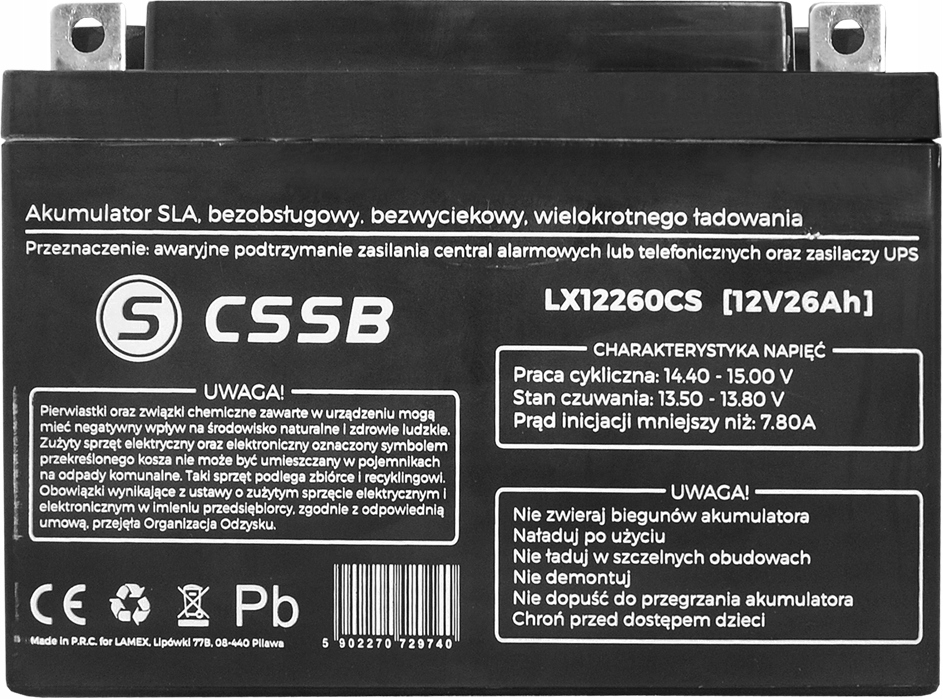 Akumulator SLA, bezobsługowy, bezwyciekowy, wielokrotnego ładowania
Przeznaczenie: awaryjne podtrzymanie zasilania central alarmowych lub telefonicznych oraz zasilaczy UPS
S CSSB
LX12260CS [12V26Ah]
CHARAKTERYSTYKA NAPIĘĆ
Praca cykliczna: 14.40 - 15.00 V
Stan czuwania: 13.50 - 13.80 V
Prąd inicjacji mniejszy niż: 7.80A
UWAGA!
Pierwiastki oraz związki chemiczne zawarte w urządzeniu mogą
mieć negatywny wpływ na środowisko naturalne i zdrowie ludzkie.
Zużyty sprzęt elektryczny oraz elektroniczny oznaczony symbolem
przekreślonego kosza nie może być umieszczany w pojemnikach
na odpady komunalne. Taki sprzęt podlega zbiórce i recyklingowi.
Obowiązki wynikające z ustawy o zużytym sprzęcie elektrycznym i
elektronicznym w imieniu przedsiębiorcy, zgodnie z odpowiednią
umową, przejęła Organizacja Odzysku.
UWAGA!
Nie zwieraj biegunów akumulatora
Naładuj po użyciu
Nie ładuj w szczelnych obudowach
Nie demontuj
Nie dopuść do przegrzania akumulatora
Chroń przed dostępem dzieci
CE Pb
Made in P.R.C. for LAMEX, Lipówki 77B, 08-440 Pilawa
5 902270 729740